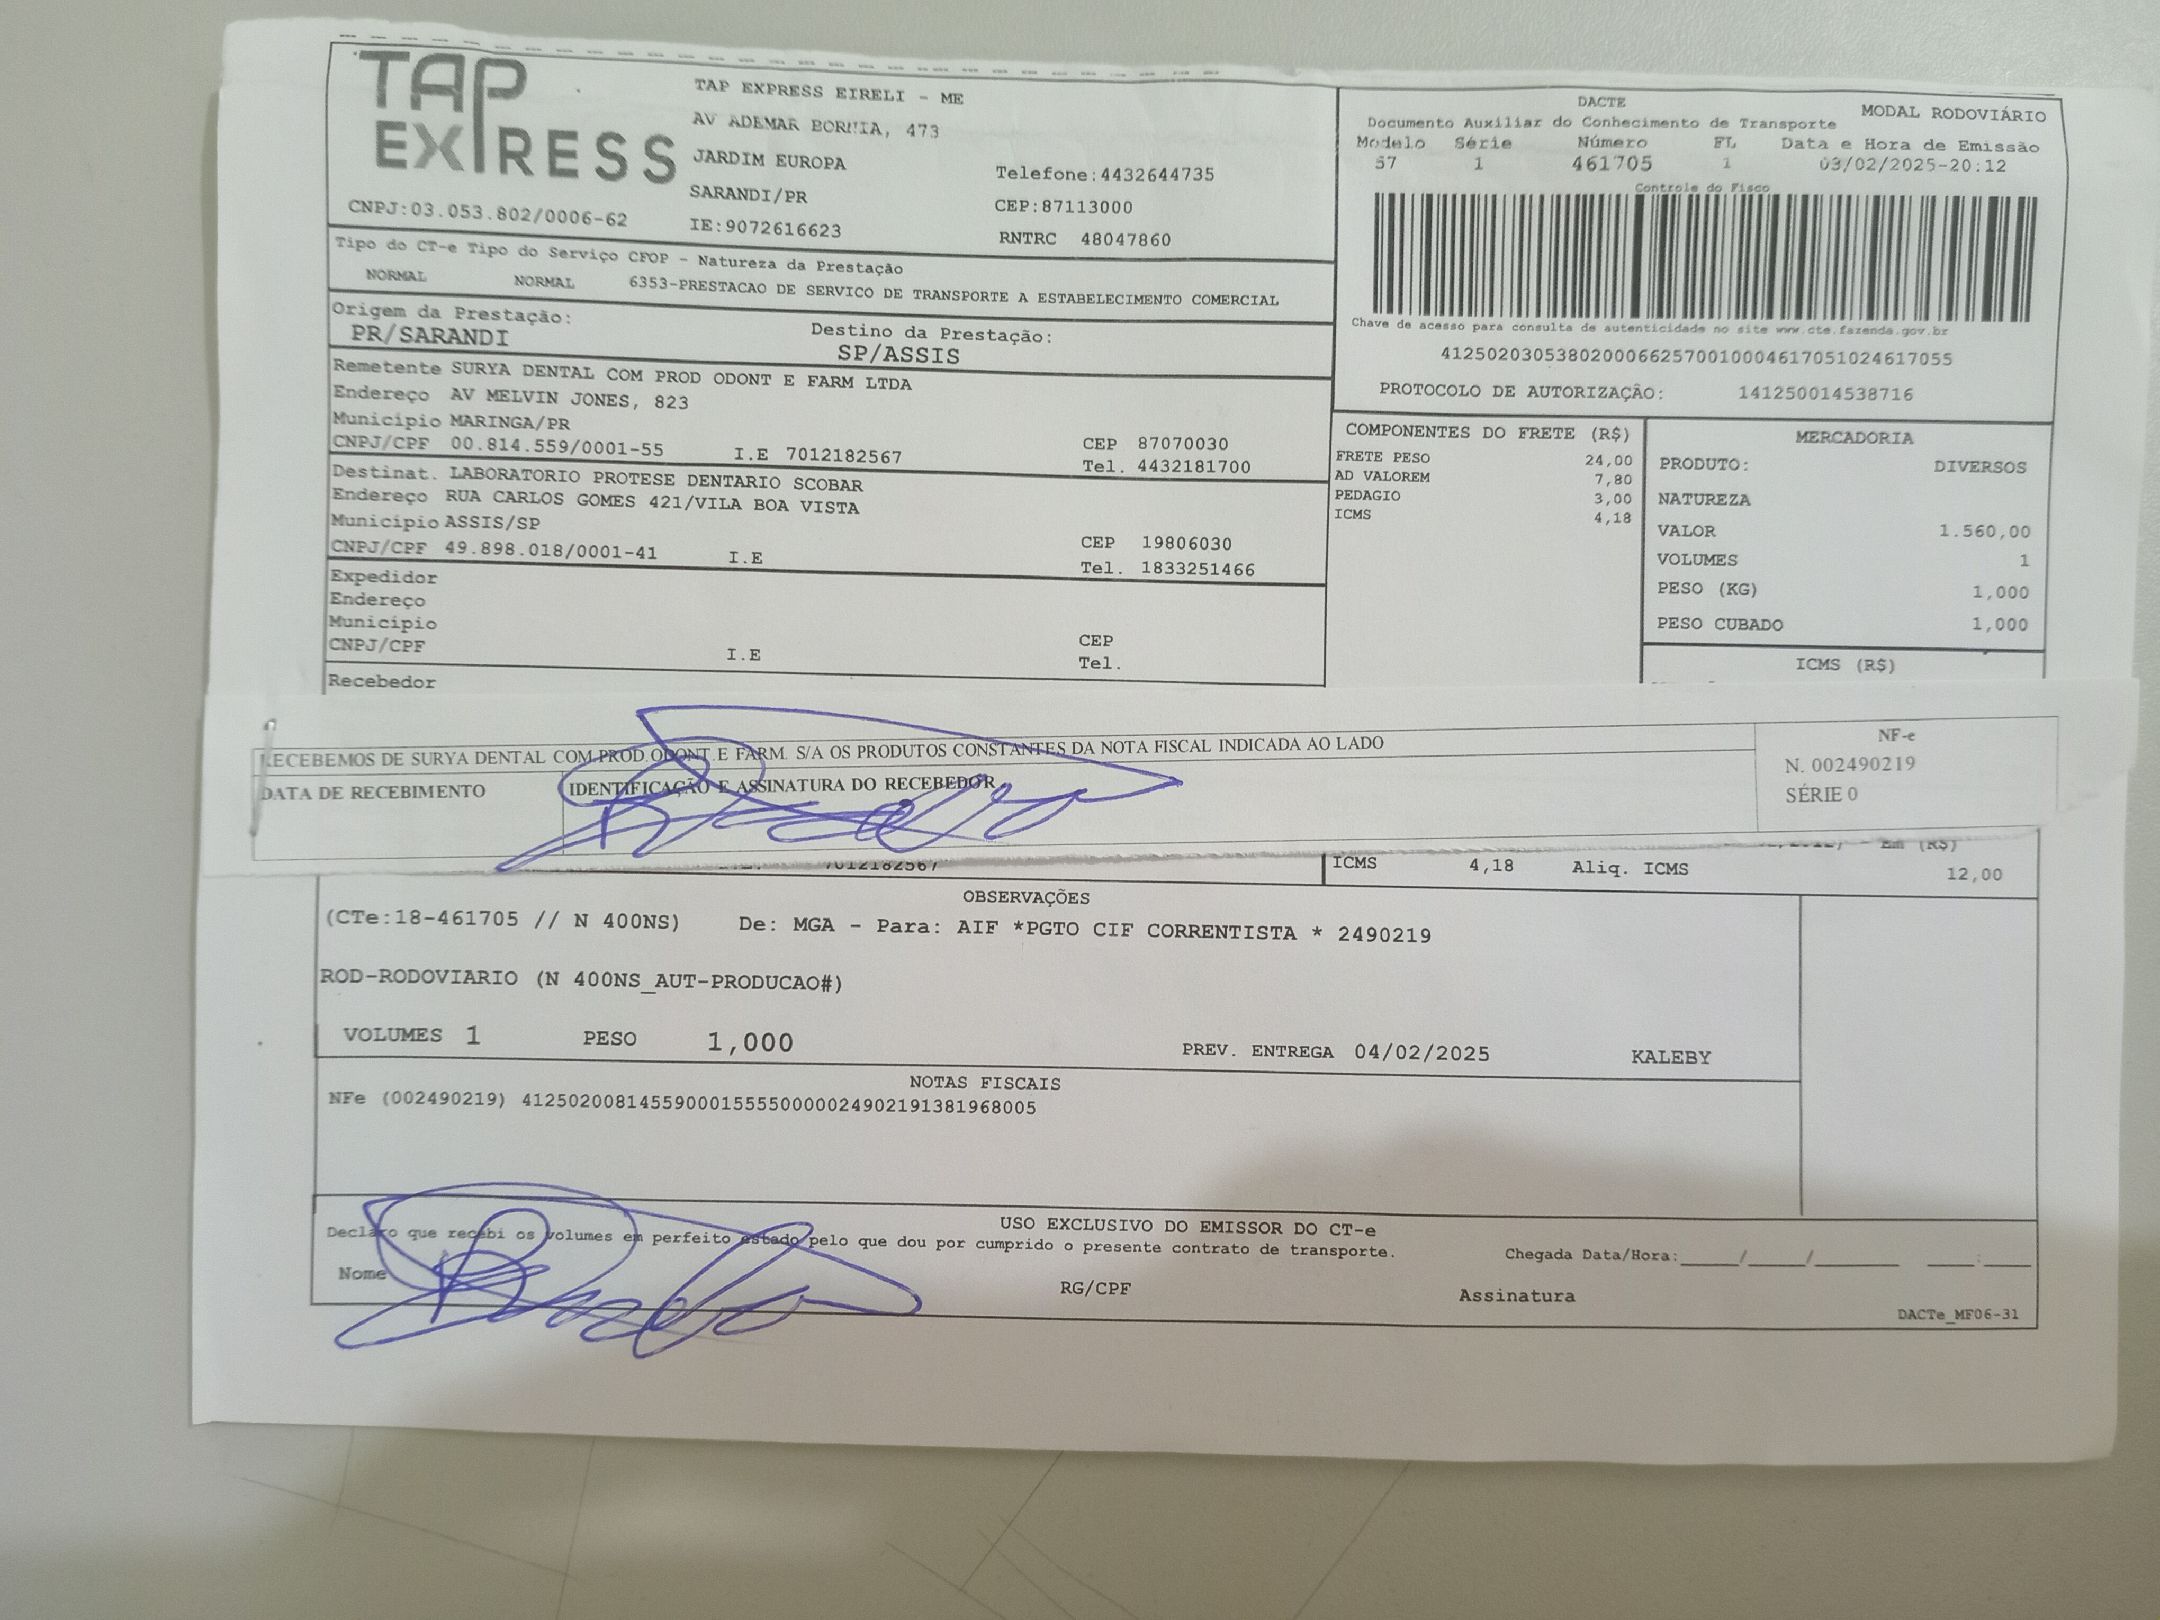 TAP EXPRESS
TAP EXPRESS EIRELI - ME
AV ADEMAR BORNIA, 473
JARDIM EUROPA
Telefone:4432644735
SARANDI/PR
CEP:87113000
CNPJ:03.053.802/0006-62
IE:9072616623
RNTRC 48047860
DACTE
MODAL RODOVIÁRIO
Documento Auxiliar do Conhecimento de Transporte
Modelo Série Número FL Data e Hora de Emissão
57 1 461705 1 03/02/2025-20:12
Controle do Fisco
Chave de acesso para consulta de autenticidade no site www.cte.fazenda.gov.br
41250203053802000662570010004617051024617055
PROTOCOLO DE AUTORIZAÇÃO: 141250014538716
Tipo do CT-e Tipo do Serviço CFOP - Natureza da Prestação
NORMAL NORMAL 6353-PRESTACAO DE SERVICO DE TRANSPORTE A ESTABELECIMENTO COMERCIAL
Origem da Prestação: Destino da Prestação:
PR/SARANDI SP/ASSIS
Remetente SURYA DENTAL COM PROD ODONT E FARM LTDA
Endereço AV MELVIN JONES, 823
Município MARINGA/PR CEP 87070030
CNPJ/CPF 00.814.559/0001-55 I.E 7012182567 Tel. 4432181700
Destinat. LABORATORIO PROTESE DENTARIO SCOBAR
Endereço RUA CARLOS GOMES 421/VILA BOA VISTA
Município ASSIS/SP CEP 19806030
CNPJ/CPF 49.898.018/0001-41 I.E Tel. 1833251466
Expedidor
Endereço
Município CEP
CNPJ/CPF I.E Tel.
Recebedor
COMPONENTES DO FRETE (R$)
FRETE PESO 24,00
AD VALOREM 7,80
PEDAGIO 3,00
ICMS 4,18
MERCADORIA
PRODUTO: DIVERSOS
NATUREZA
VALOR 1.560,00
VOLUMES 1
PESO (KG) 1,000
PESO CUBADO 1,000
ICMS (R$)
RECEBEMOS DE SURYA DENTAL COM PROD. ODONT. E FARM. S/A OS PRODUTOS CONSTANTES DA NOTA FISCAL INDICADA AO LADO
DATA DE RECEBIMENTO IDENTIFICAÇÃO E ASSINATURA DO RECEBEDOR
NF-e
N. 002490219
SÉRIE 0
7012182567
Em (R$)
ICMS 4,18 Aliq. ICMS 12,00
OBSERVAÇÕES
(CTe:18-461705 // N 400NS) De: MGA - Para: AIF *PGTO CIF CORRENTISTA * 2490219
ROD-RODOVIARIO (N 400NS_AUT-PRODUCAO#)
VOLUMES 1 PESO 1,000 PREV. ENTREGA 04/02/2025 KALEBY
NOTAS FISCAIS
NFe (002490219) 41250200814559000155550000024902191381968005
USO EXCLUSIVO DO EMISSOR DO CT-e
Declaro que recebi os volumes em perfeito estado pelo que dou por cumprido o presente contrato de transporte.
Chegada Data/Hora:____/____/______ ____:____
Nome RG/CPF Assinatura
DACTe_MF06-31